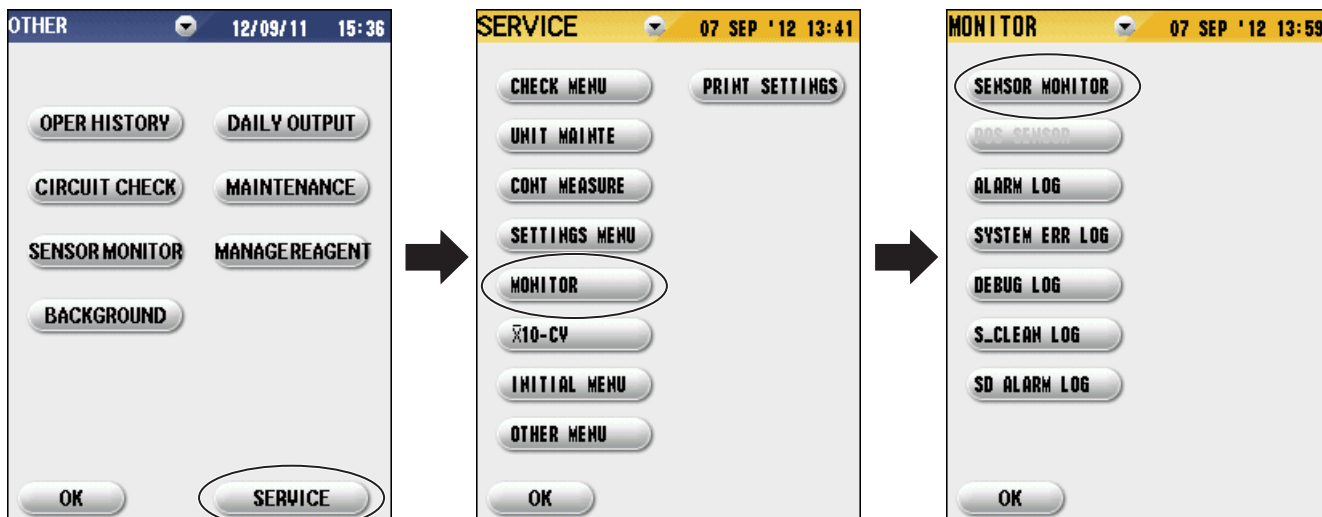 OTHER 12/09/11 15:36
OPER HISTORY DAILY OUTPUT
CIRCUIT CHECK MAINTENANCE
SENSOR MONITOR MANAGE REAGENT
BACKGROUND
OK SERVICE
SERVICE 07 SEP '12 13:41
CHECK MENU PRINT SETTINGS
UNIT MAINTE
CONT MEASURE
SETTINGS MENU
MONITOR
X̅10-CV
INITIAL MENU
OTHER MENU
OK
MONITOR 07 SEP '12 13:59
SENSOR MONITOR
POS SENSOR
ALARM LOG
SYSTEM ERR LOG
DEBUG LOG
S_CLEAN LOG
SD ALARM LOG
OK